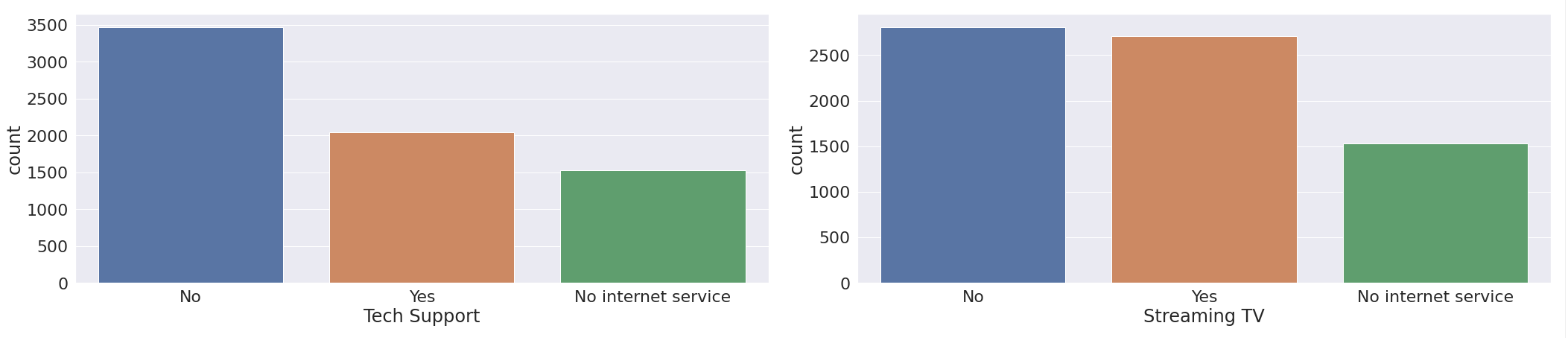 3500
3000
2500
2000
1500
1000
500
0
count
No
Yes
No internet service
Tech Support
2500
2000
1500
1000
500
0
count
No
Yes
No internet service
Streaming TV